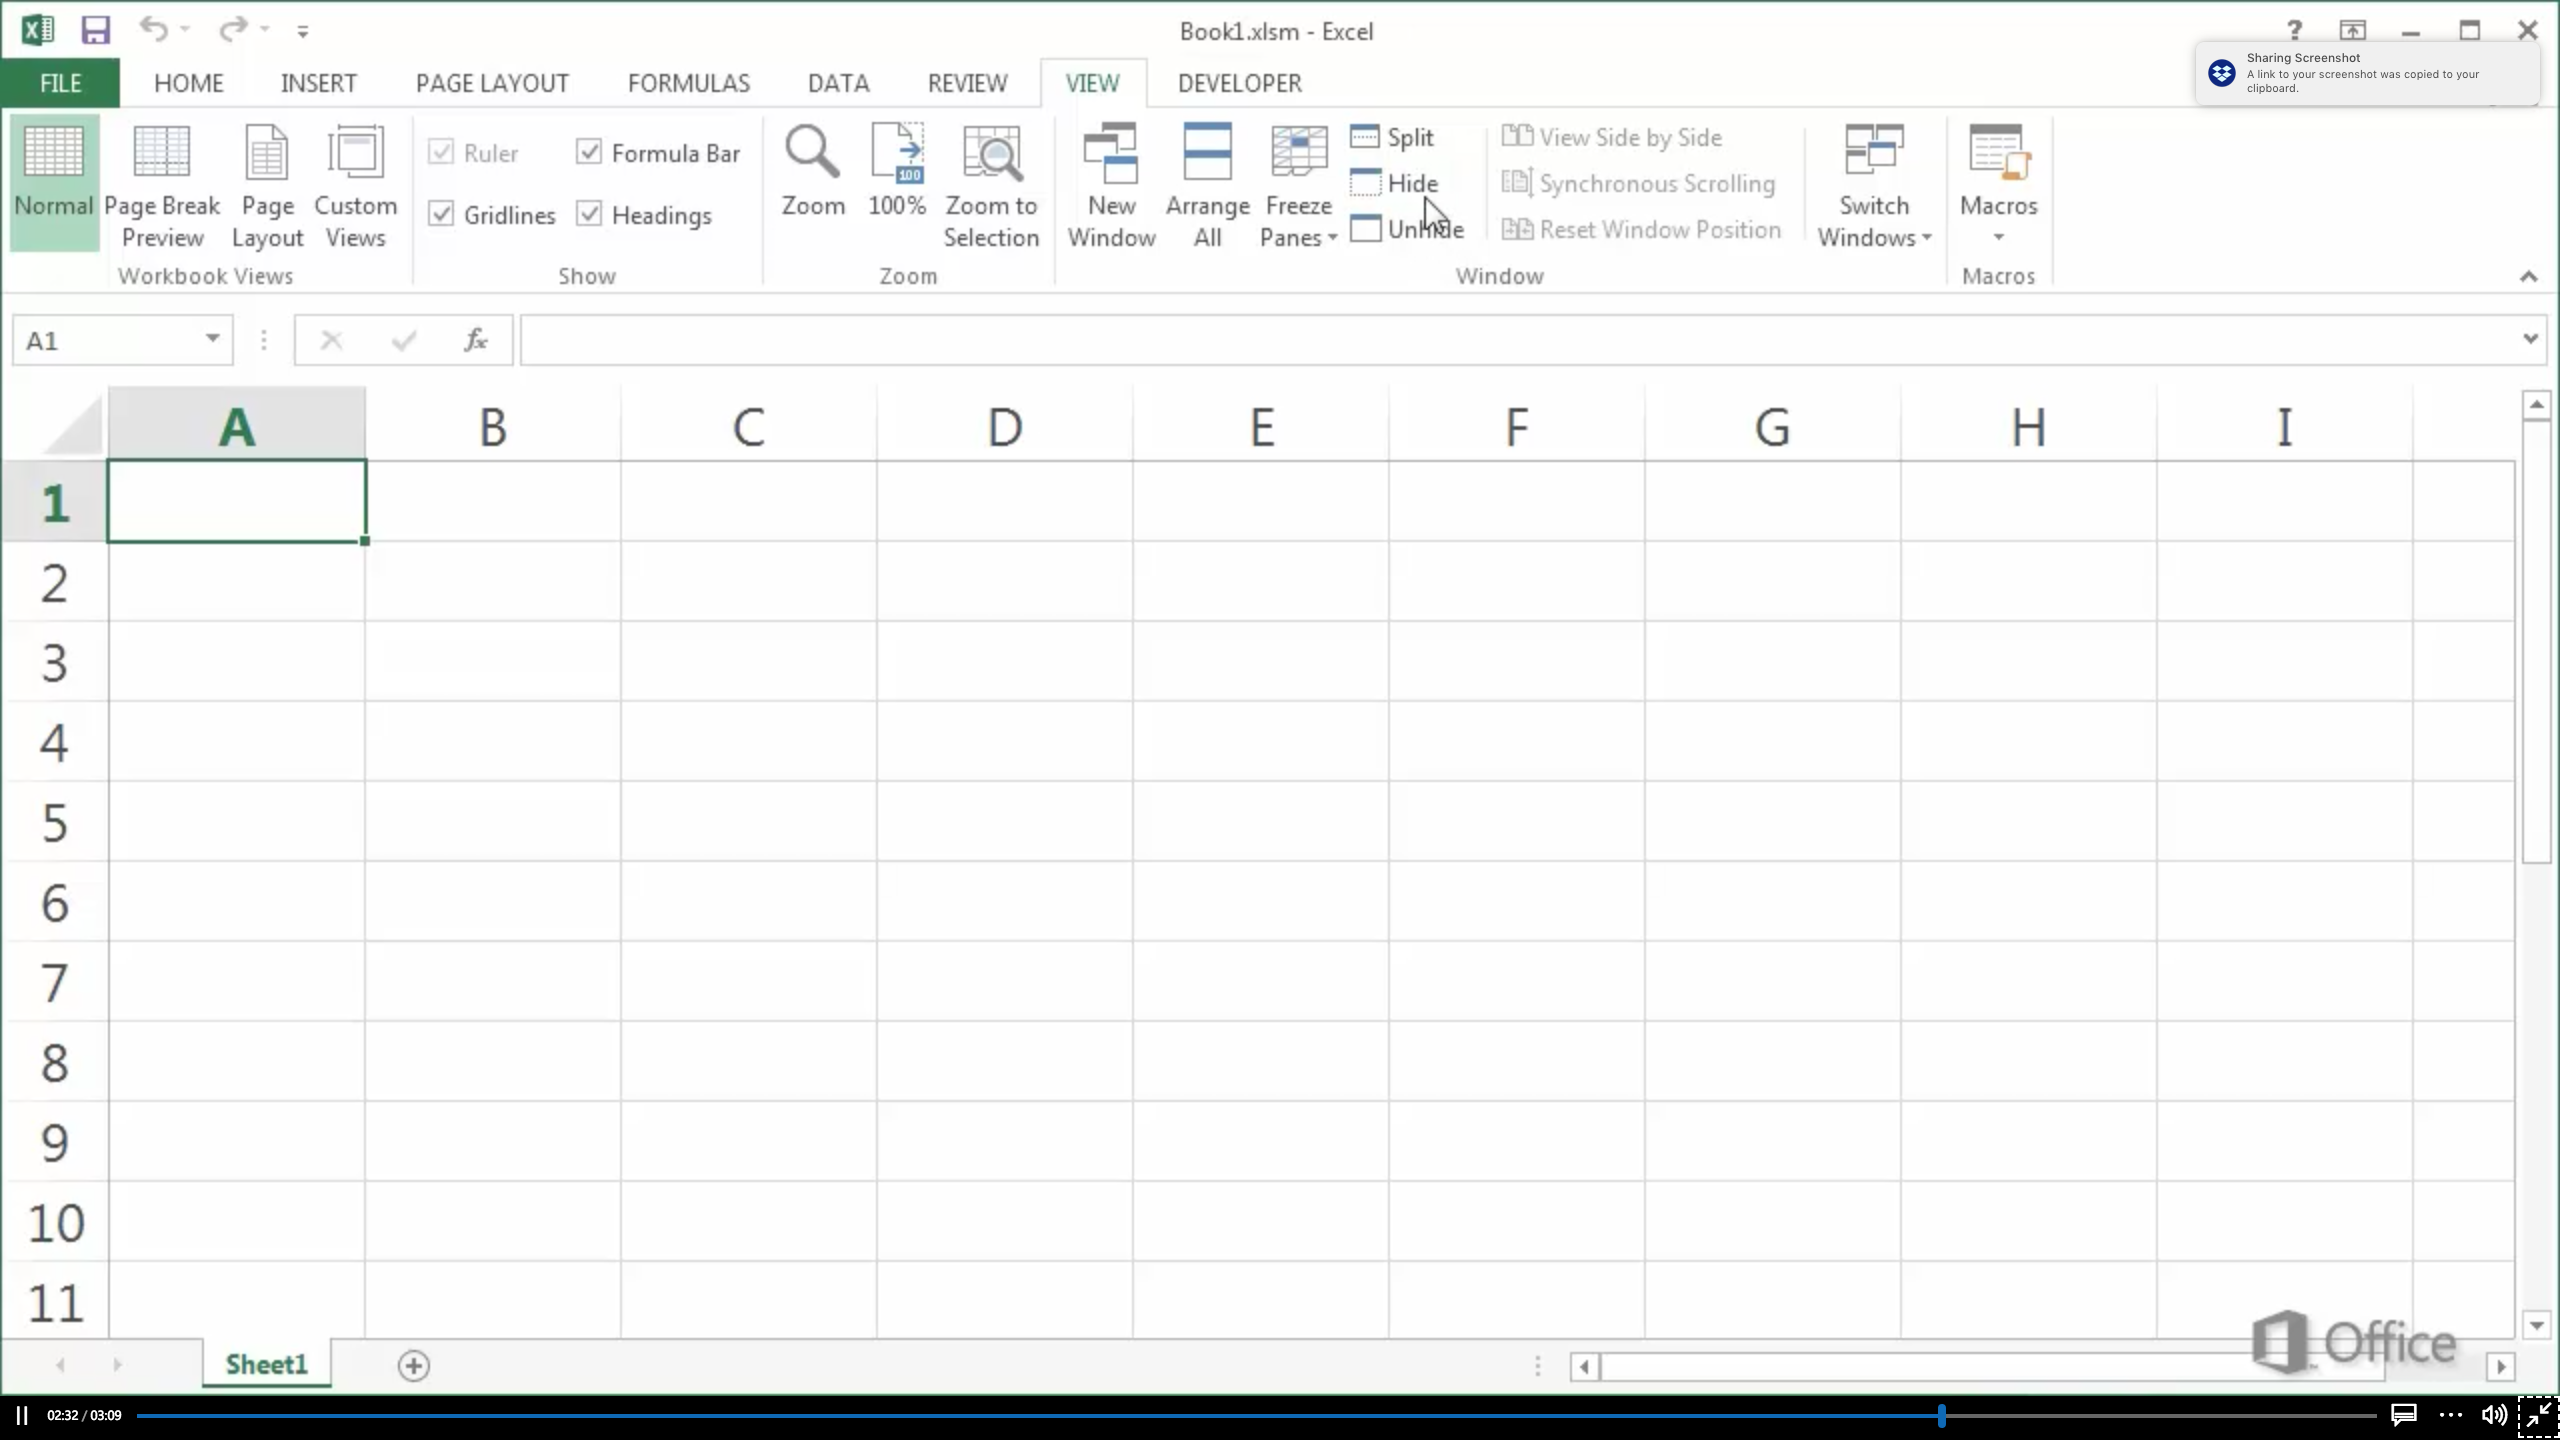 Book1.xlsm - Excel
?
Sharing Screenshot
A link to your screenshot was copied to your
clipboard.
FILE HOME INSERT PAGE LAYOUT FORMULAS DATA REVIEW VIEW DEVELOPER
Normal
Page Break
Preview
Page
Layout
Custom
Views
Workbook Views
Ruler
Formula Bar
Gridlines
Headings
Show
Zoom
100
100%
Zoom to
Selection
Zoom
New
Window
Arrange
All
Freeze
Panes
Split
Hide
Unhide
View Side by Side
Synchronous Scrolling
Reset Window Position
Window
Switch
Windows
Macros
Macros
A1
fx
A B C D E F G H I
1
2
3
4
5
6
7
8
9
10
11
Sheet1
Office
02:32 / 03:09